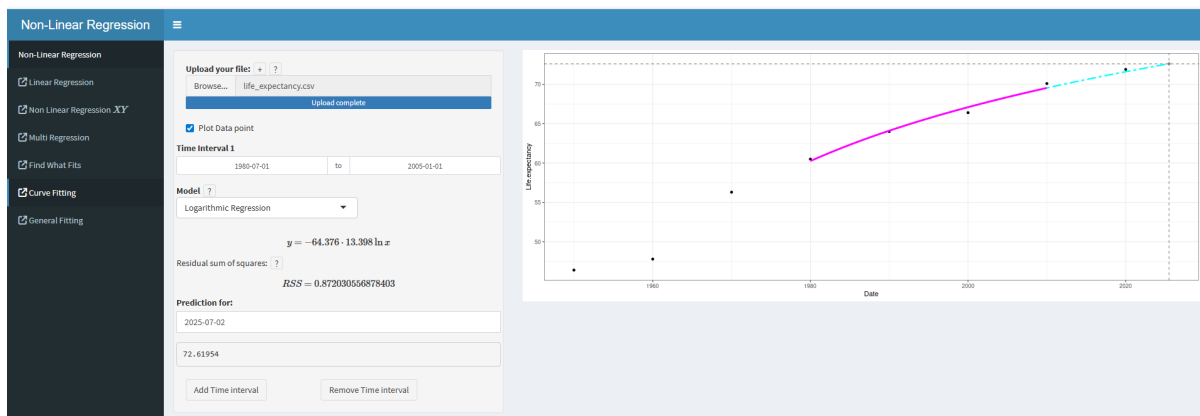 Non-Linear Regression
Non-Linear Regression
Linear Regression
Non Linear Regression XY
Multi Regression
Find What Fits
Curve Fitting
General Fitting
Upload your file: + ?
Browse... life_expectancy.csv
Upload complete
Plot Data point
Time Interval 1
1980-07-01 to 2005-01-01
Model ?
Logarithmic Regression
y = −64.376 · 13.398 ln x
Residual sum of squares: ?
RSS = 0.872030556878403
Prediction for:
2025-07-02
72.61954
Add Time interval Remove Time interval
Life.expectancy
70
65
60
55
50
1960 1980 2000 2020
Date